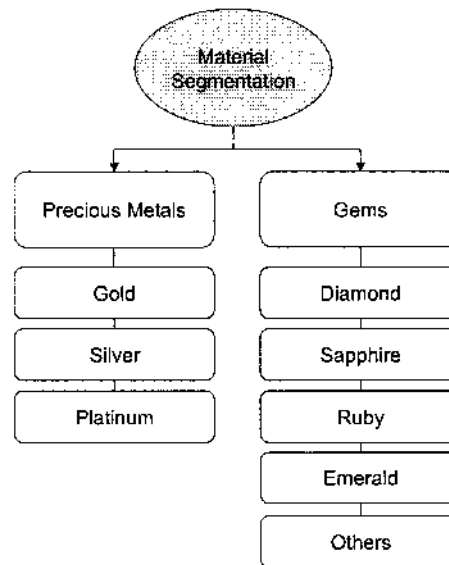 Material
Segmentation
Precious Metals
Gems
Gold
Diamond
Silver
Sapphire
Platinum
Ruby
Emerald
Others